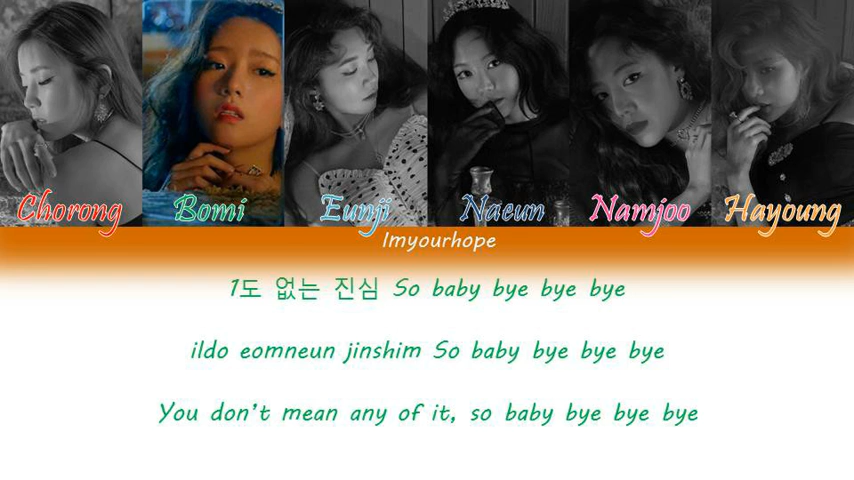 Chorong Bomi Eunji Naeun Namjoo Hayoung
Imyourhope
1도 없는 진심 So baby bye bye bye
ildo eomneun jinshim So baby bye bye bye
You don't mean any of it, so baby bye bye bye